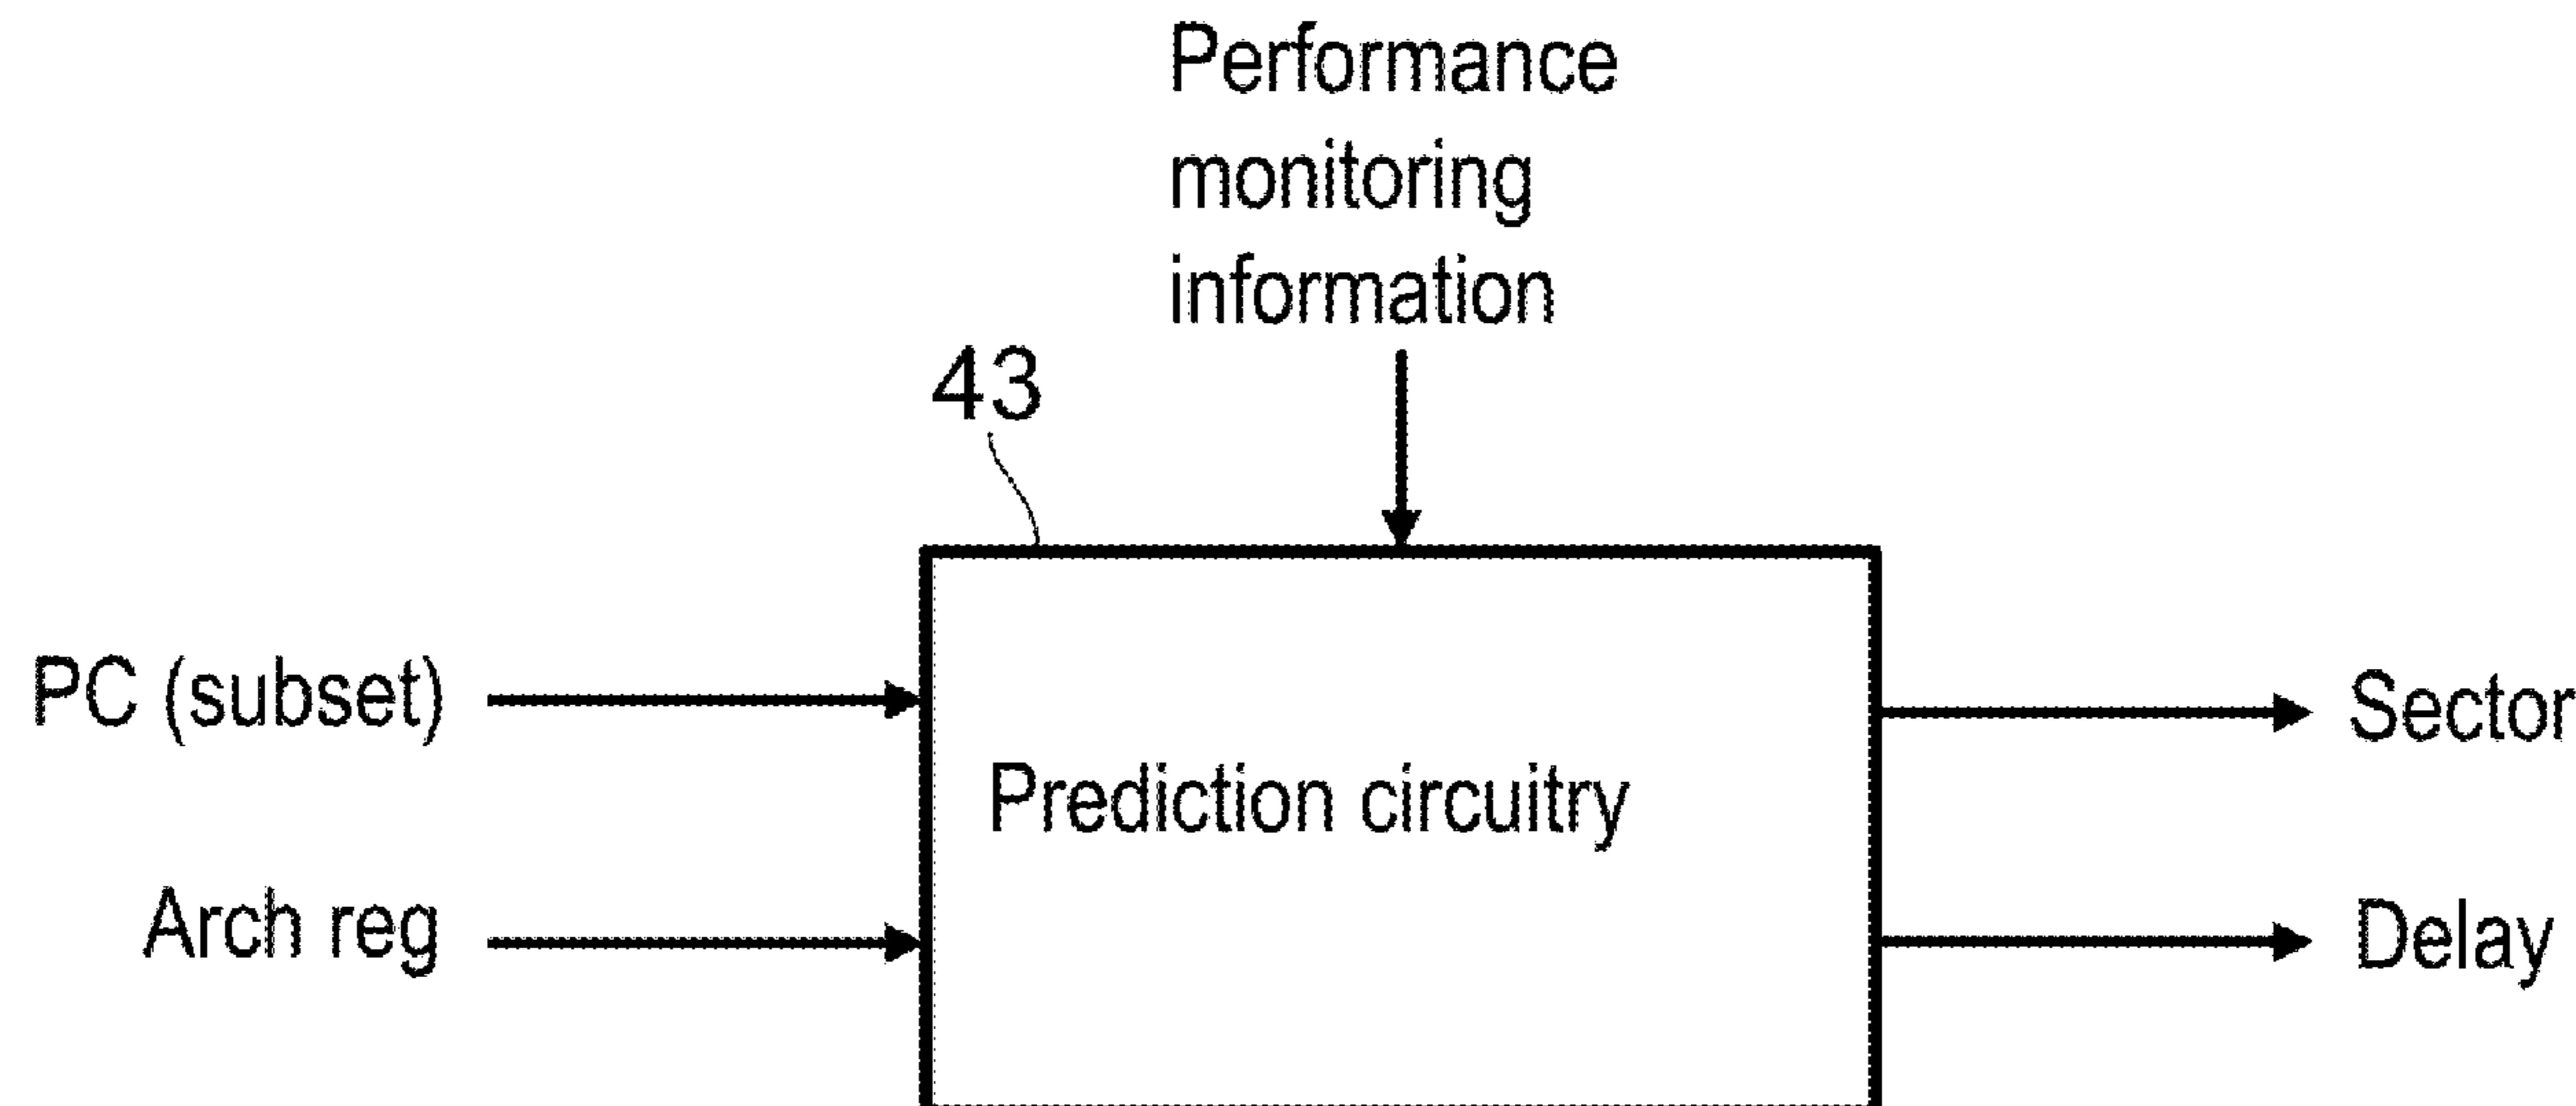 Performance
monitoring
information
43
PC (subset)
Sector
Prediction circuitry
Arch reg
Delay